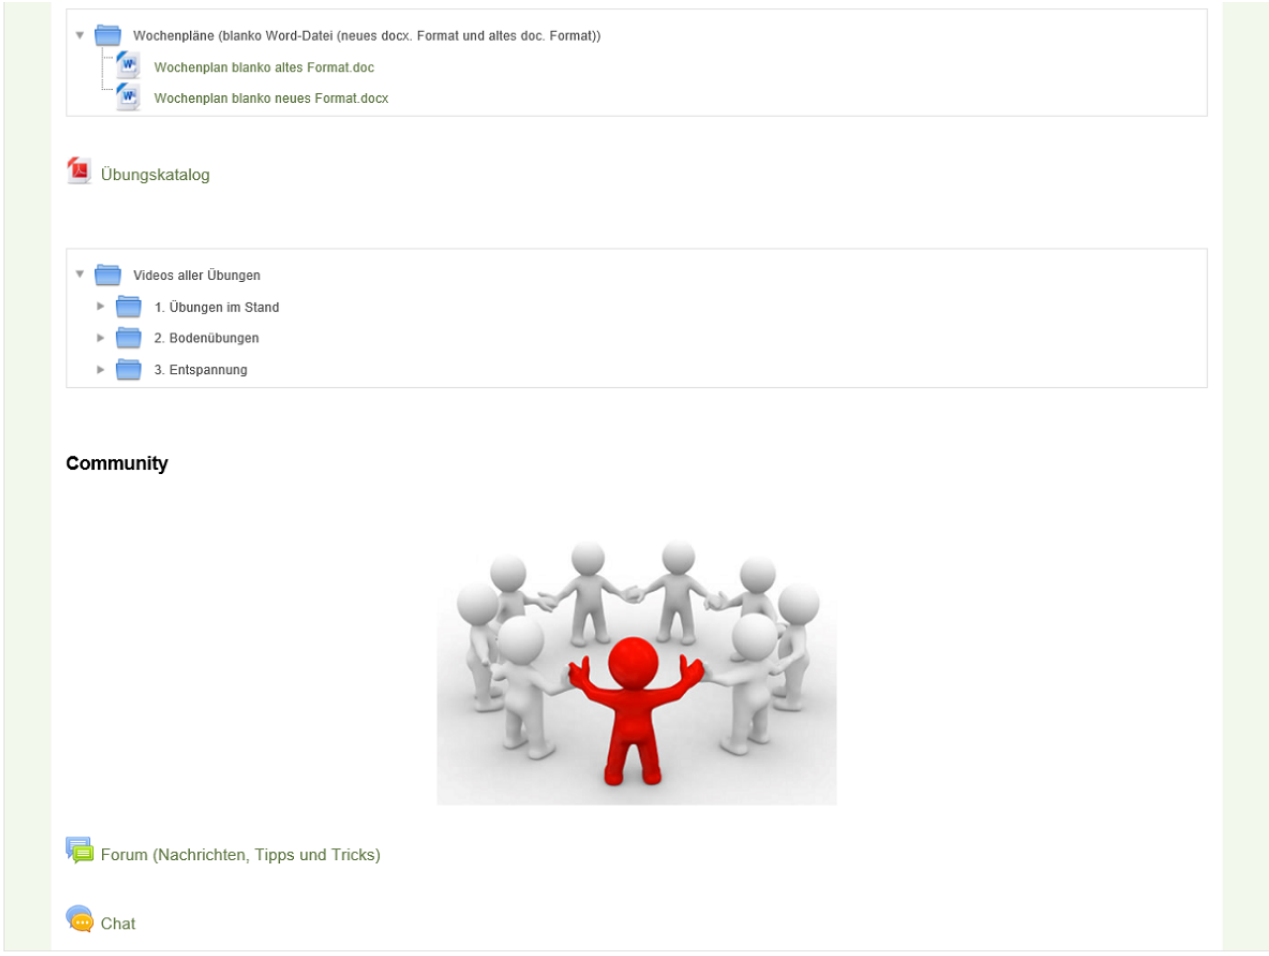 Wochenpläne (blanko Word-Datei (neues docx. Format und altes doc. Format))
Wochenplan blanko altes Format.doc
Wochenplan blanko neues Format.docx
Übungskatalog
Videos aller Übungen
1. Übungen im Stand
2. Bodenübungen
3. Entspannung
Community
Forum (Nachrichten, Tipps und Tricks)
Chat